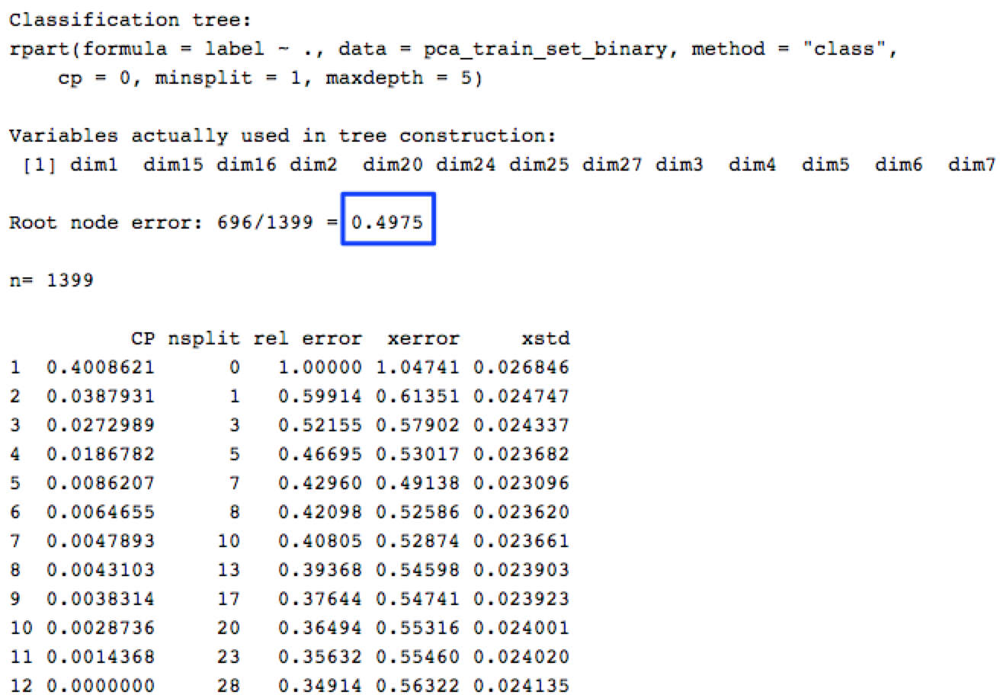 Classification tree:
rpart(formula = label ~ ., data = pca_train_set_binary, method = "class",
    cp = 0, minsplit = 1, maxdepth = 5)
Variables actually used in tree construction:
 [1] dim1  dim15 dim16 dim2  dim20 dim24 dim25 dim27 dim3  dim4  dim5  dim6  dim7
Root node error: 696/1399 = 0.4975
n= 1399
          CP nsplit rel error  xerror     xstd
1  0.4008621      0   1.00000 1.04741 0.026846
2  0.0387931      1   0.59914 0.61351 0.024747
3  0.0272989      3   0.52155 0.57902 0.024337
4  0.0186782      5   0.46695 0.53017 0.023682
5  0.0086207      7   0.42960 0.49138 0.023096
6  0.0064655      8   0.42098 0.52586 0.023620
7  0.0047893     10   0.40805 0.52874 0.023661
8  0.0043103     13   0.39368 0.54598 0.023903
9  0.0038314     17   0.37644 0.54741 0.023923
10 0.0028736     20   0.36494 0.55316 0.024001
11 0.0014368     23   0.35632 0.55460 0.024020
12 0.0000000     28   0.34914 0.56322 0.024135